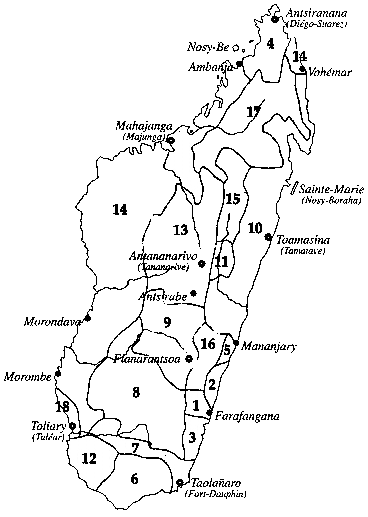 Antsiranana
(Diégo-Suarez)
Nosy-Be
4
Ambanja
14
Vohémar
17
Mahajanga
(Majunga)
Sainte-Marie
(Nosy-Boraha)
15
14
10
13
Toamasina
(Tamatave)
Antananarivo
(Tananarive)
11
Antsirabe
Morondava
9
16
5
Mananjary
Fianarantsoa
Morombe
2
8
18
1
Farafangana
Toliary
(Tuléar)
3
7
12
6
Taolañaro
(Fort-Dauphin)